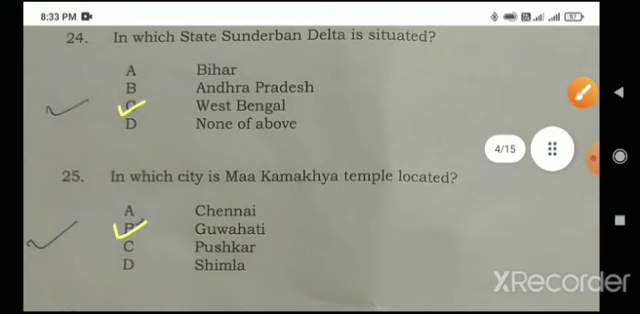 8:33 PM
57
24. In which State Sunderban Delta is situated?
A Bihar
B Andhra Pradesh
C West Bengal
D None of above
4/15
25. In which city is Maa Kamakhya temple located?
A Chennai
B Guwahati
C Pushkar
D Shimla
XRecorder